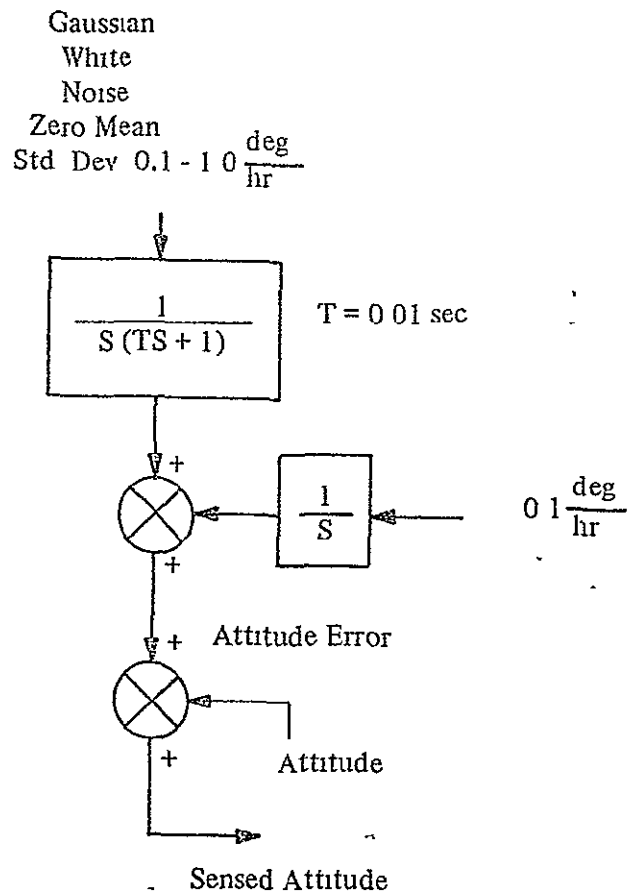 Gaussian
White
Noise
Zero Mean
Std Dev 0.1 - 1 0 deg
hr
1
S (TS + 1)
T = 0 01 sec
+
1
S
0 1 deg
hr
+
+
Attitude Error
+
Attitude
Sensed Attitude